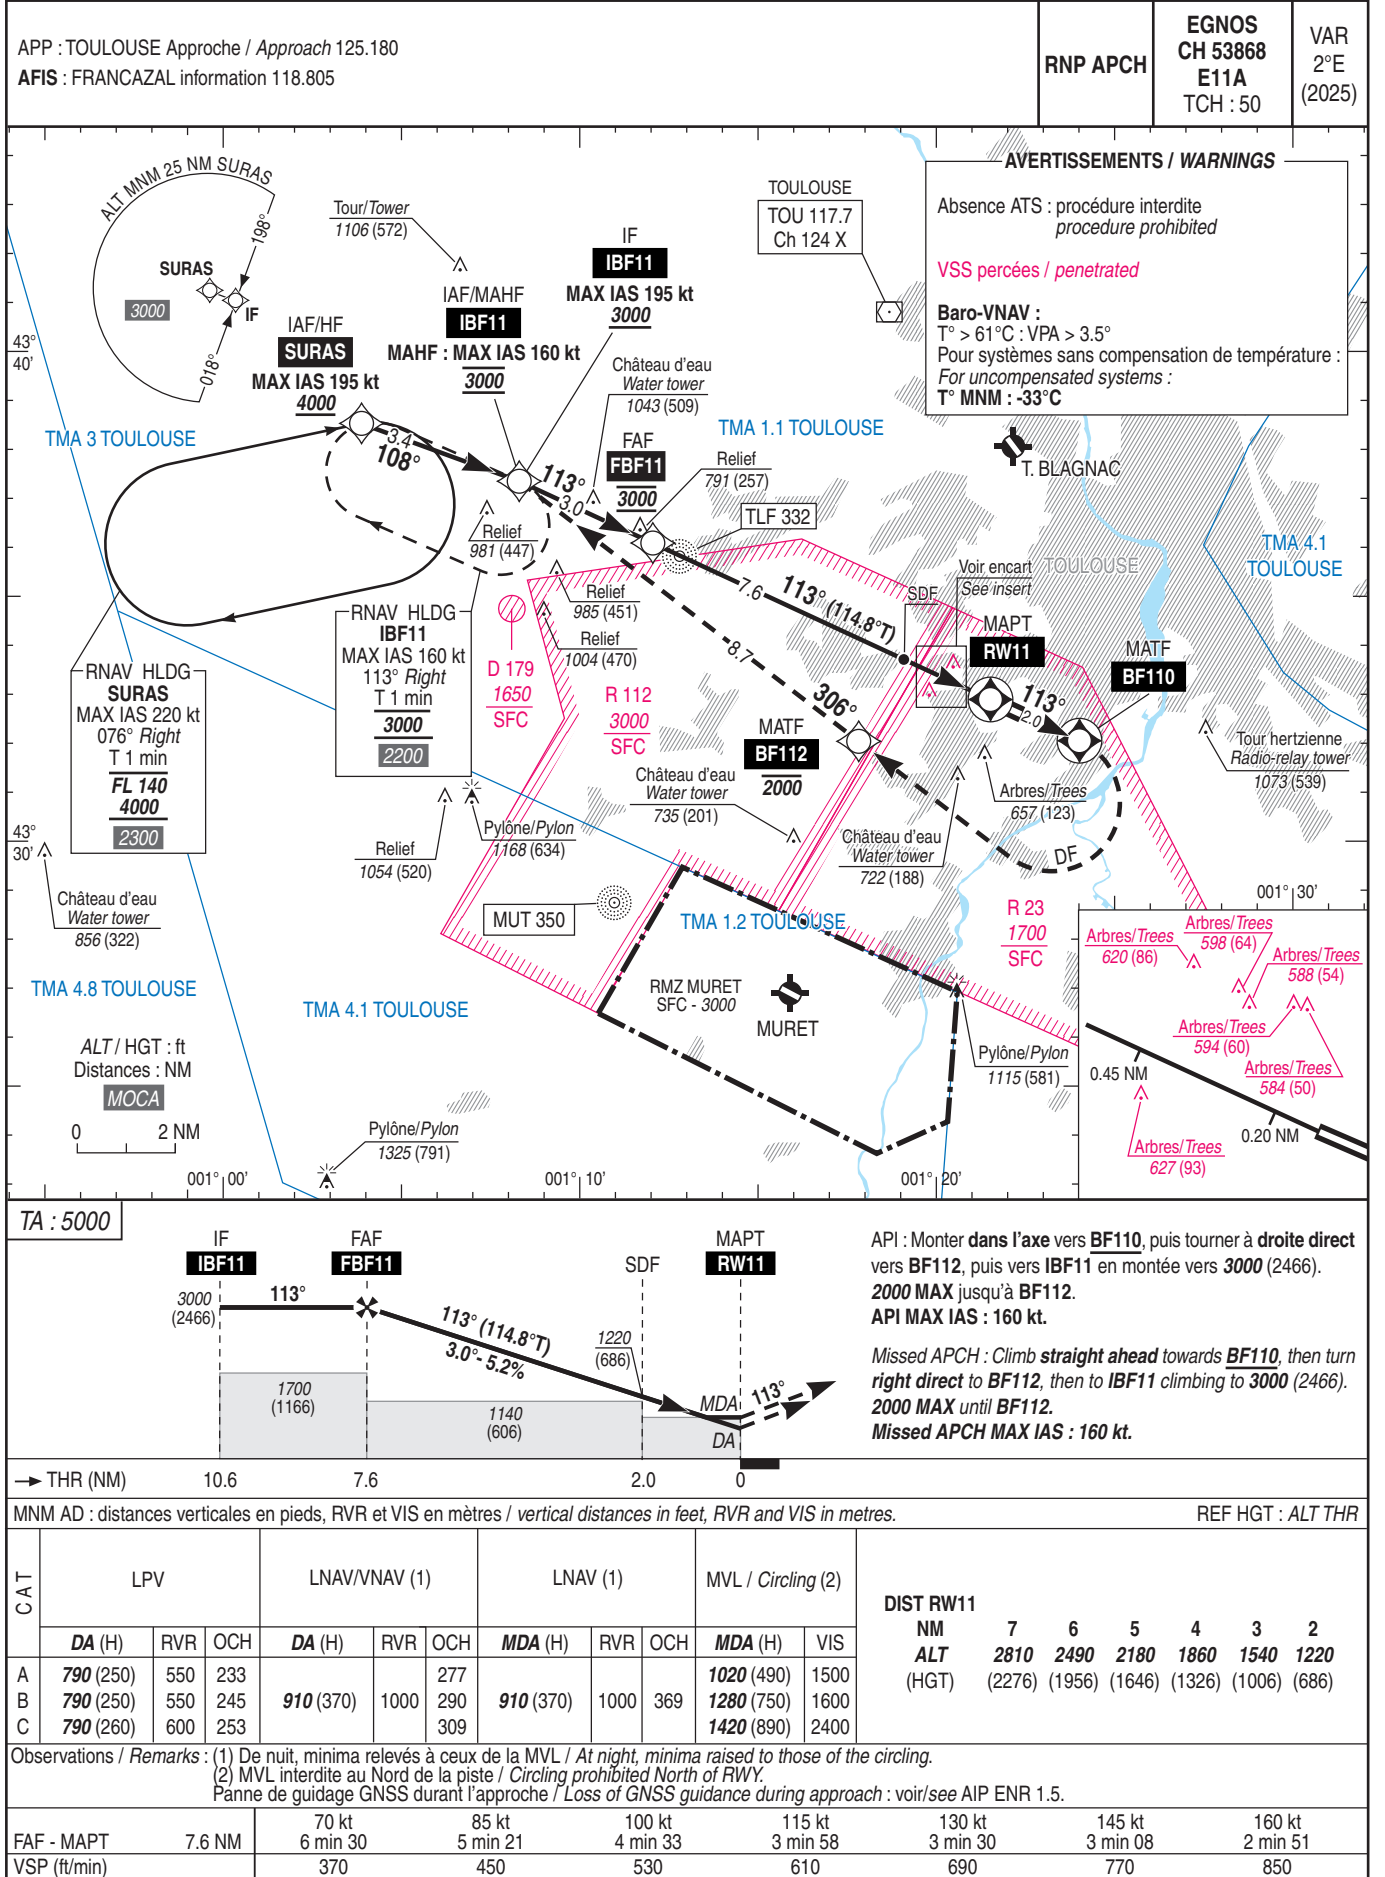 APP : TOULOUSE Approche / Approach 125.180
AFIS : FRANCAZAL information 118.805
RNP APCH
EGNOS
CH 53868
E11A
TCH : 50
VAR
2°E
(2025)
AVERTISSEMENTS / WARNINGS
Absence ATS : procédure interdite
procedure prohibited
VSS percées / penetrated
Baro-VNAV :
T° > 61°C : VPA > 3.5°
Pour systèmes sans compensation de température :
For uncompensated systems :
T° MNM : -33°C
ALT MNM 25 NM SURAS
198°
SURAS
IF
3000
018°
Tour/Tower
1106 (572)
IAF/HF
SURAS
MAX IAS 195 kt
4000
IAF/MAHF
IBF11
MAHF : MAX IAS 160 kt
3000
IF
IBF11
MAX IAS 195 kt
3000
TOULOUSE
TOU 117.7
Ch 124 X
Château d'eau
Water tower
1043 (509)
FAF
FBF11
3000
Relief
791 (257)
TLF 332
TMA 1.1 TOULOUSE
T. BLAGNAC
TMA 3 TOULOUSE
43°
40'
3.4
108°
113°
3.0
Relief
981 (447)
Relief
985 (451)
Relief
1004 (470)
7.6
113° (114.8°T)
SDF
Voir encart
See insert
TOULOUSE
TMA 4.1
TOULOUSE
MAPT
RW11
MATF
BF110
113°
2.0
8.7
306°
MATF
BF112
2000
RNAV HLDG
IBF11
MAX IAS 160 kt
113° Right
T 1 min
3000
2200
D 179
1650
SFC
R 112
3000
SFC
RNAV HLDG
SURAS
MAX IAS 220 kt
076° Right
T 1 min
FL 140
4000
2300
Tour hertzienne
Radio-relay tower
1073 (539)
Château d'eau
Water tower
735 (201)
Arbres/Trees
657 (123)
Château d'eau
Water tower
722 (188)
DF
Pylône/Pylon
1168 (634)
Relief
1054 (520)
43°
30'
Château d'eau
Water tower
856 (322)
MUT 350
TMA 1.2 TOULOUSE
R 23
1700
SFC
001° 30'
Arbres/Trees
620 (86)
Arbres/Trees
598 (64)
Arbres/Trees
588 (54)
Arbres/Trees
594 (60)
Arbres/Trees
584 (50)
0.45 NM
0.20 NM
Arbres/Trees
627 (93)
TMA 4.8 TOULOUSE
TMA 4.1 TOULOUSE
RMZ MURET
SFC - 3000
MURET
Pylône/Pylon
1115 (581)
ALT / HGT : ft
Distances : NM
MOCA
0 2 NM
Pylône/Pylon
1325 (791)
001° 00'
001° 10'
001° 20'
TA : 5000
IF
IBF11
FAF
FBF11
SDF
MAPT
RW11
3000
(2466)
113°
113° (114.8°T)
3.0° - 5.2%
1220
(686)
113°
MDA
DA
1700
(1166)
1140
(606)
→ THR (NM) 10.6 7.6 2.0 0
API : Monter dans l'axe vers BF110, puis tourner à droite direct
vers BF112, puis vers IBF11 en montée vers 3000 (2466).
2000 MAX jusqu'à BF112.
API MAX IAS : 160 kt.
Missed APCH : Climb straight ahead towards BF110, then turn
right direct to BF112, then to IBF11 climbing to 3000 (2466).
2000 MAX until BF112.
Missed APCH MAX IAS : 160 kt.
MNM AD : distances verticales en pieds, RVR et VIS en mètres / vertical distances in feet, RVR and VIS in metres. REF HGT : ALT THR
CAT LPV LNAV/VNAV (1) LNAV (1) MVL / Circling (2)
DA (H) RVR OCH DA (H) RVR OCH MDA (H) RVR OCH MDA (H) VIS
A 790 (250) 550 233 277 1020 (490) 1500
B 790 (250) 550 245 910 (370) 1000 290 910 (370) 1000 369 1280 (750) 1600
C 790 (260) 600 253 309 1420 (890) 2400
DIST RW11
NM 7 6 5 4 3 2
ALT 2810 2490 2180 1860 1540 1220
(HGT) (2276) (1956) (1646) (1326) (1006) (686)
Observations / Remarks : (1) De nuit, minima relevés à ceux de la MVL / At night, minima raised to those of the circling.
(2) MVL interdite au Nord de la piste / Circling prohibited North of RWY.
Panne de guidage GNSS durant l'approche / Loss of GNSS guidance during approach : voir/see AIP ENR 1.5.
70 kt 85 kt 100 kt 115 kt 130 kt 145 kt 160 kt
FAF - MAPT 7.6 NM 6 min 30 5 min 21 4 min 33 3 min 58 3 min 30 3 min 08 2 min 51
VSP (ft/min) 370 450 530 610 690 770 850